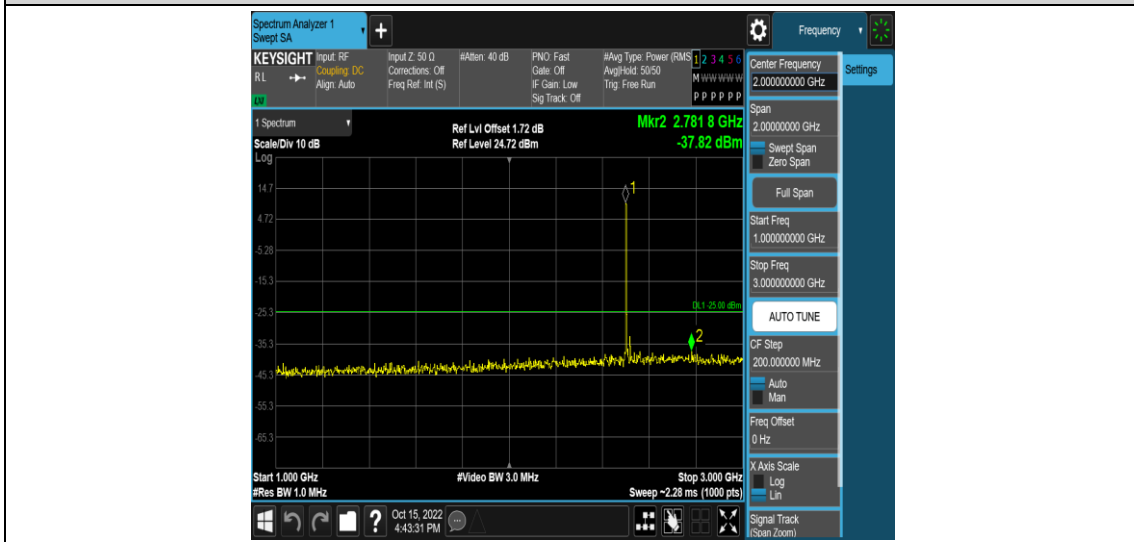 Spectrum Analyzer 1
Swept SA
+
Frequency
KEYSIGHT
RL
Input: RF
Coupling: DC
Align: Auto
Input Z: 50 Ω
Corrections: Off
Freq Ref: Int (S)
#Atten: 40 dB
PNO: Fast
Gate: Off
IF Gain: Low
Sig Track: Off
#Avg Type: Power (RMS
Avg|Hold: 50/50
Trig: Free Run
1 2 3 4 5 6
M W W W W W
P P P P P P
1 Spectrum
Scale/Div 10 dB
Ref Lvl Offset 1.72 dB
Ref Level 24.72 dBm
Mkr2 2.781 8 GHz
-37.82 dBm
Log
14.7
4.72
-5.28
-15.3
-25.3
-35.3
-45.3
-55.3
-65.3
1
DL1 -25.00 dBm
2
Start 1.000 GHz
#Res BW 1.0 MHz
#Video BW 3.0 MHz
Stop 3.000 GHz
Sweep ~2.28 ms (1000 pts)
?
Oct 15, 2022
4:43:31 PM
Center Frequency
2.00000000 GHz
Settings
Span
2.00000000 GHz
Swept Span
Zero Span
Full Span
Start Freq
1.000000000 GHz
Stop Freq
3.000000000 GHz
AUTO TUNE
CF Step
200.000000 MHz
Auto
Man
Freq Offset
0 Hz
X Axis Scale
Log
Lin
Signal Track
(Span Zoom)